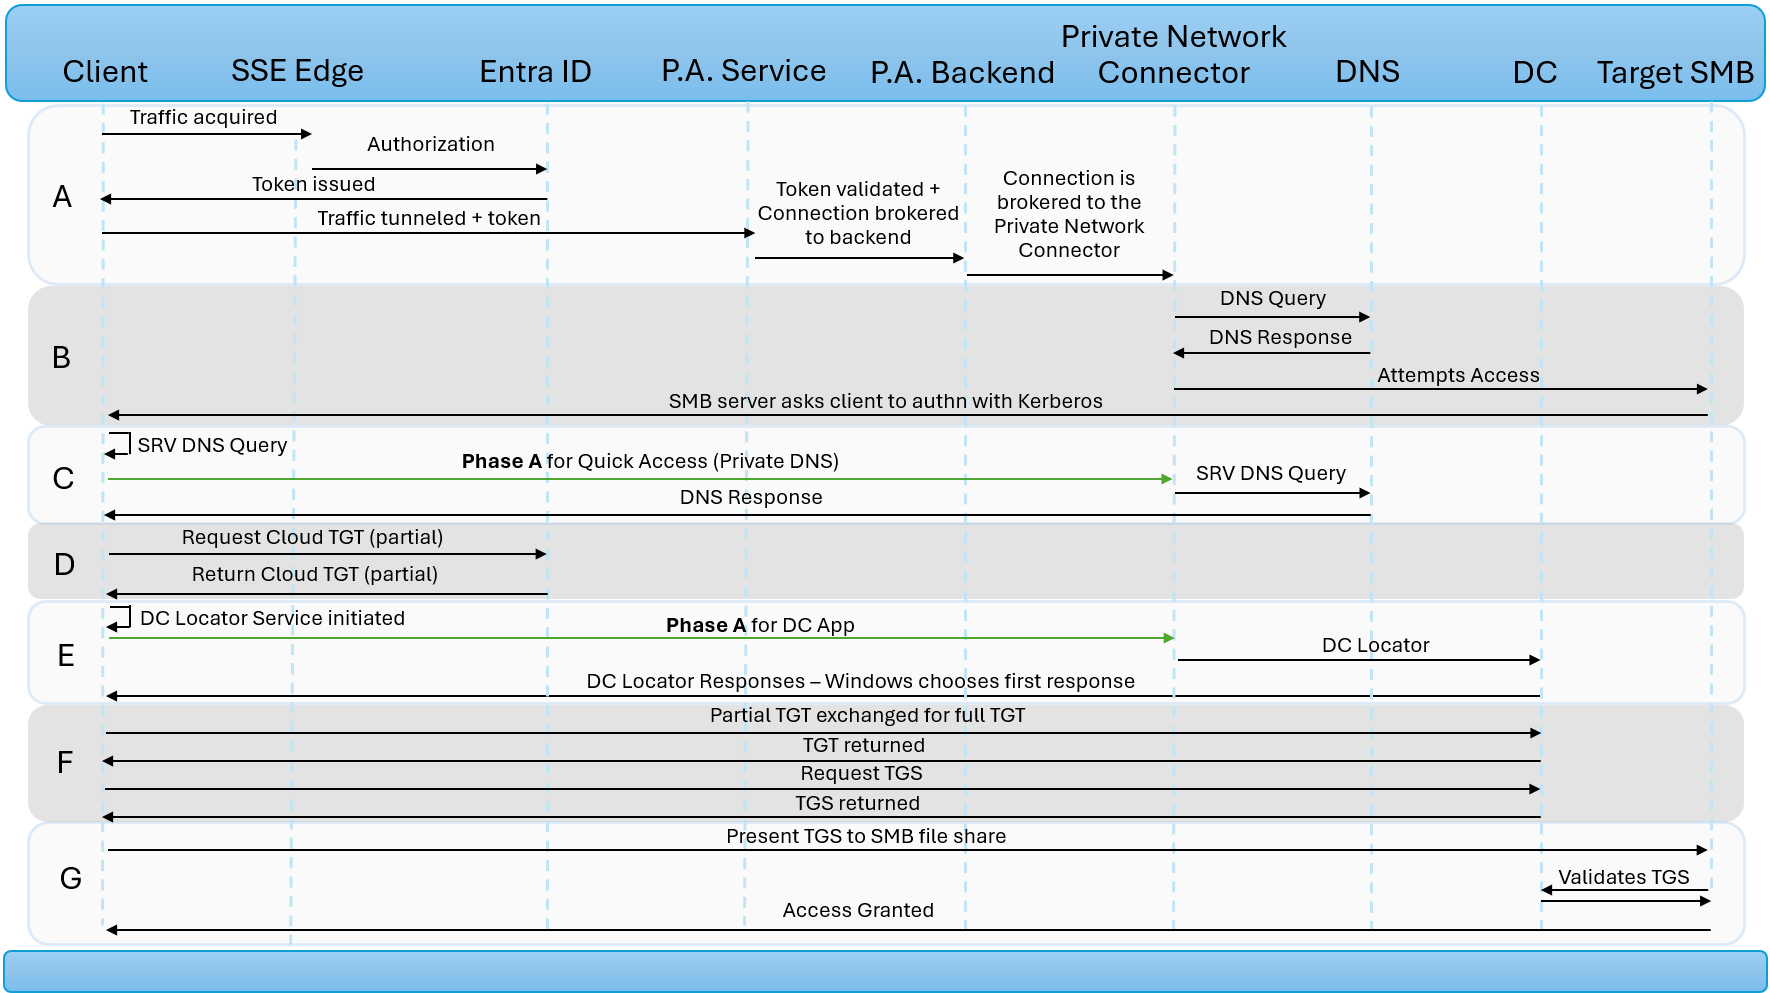 Client
SSE Edge
Entra ID
P.A. Service
P.A. Backend
Private Network
Connector
DNS
DC
Target SMB
A
Traffic acquired
Authorization
Token issued
Traffic tunneled + token
Token validated +
Connection brokered
to backend
Connection is
brokered to the
Private Network
Connector
B
DNS Query
DNS Response
Attempts Access
SMB server asks client to authn with Kerberos
C
SRV DNS Query
Phase A for Quick Access (Private DNS)
SRV DNS Query
DNS Response
D
Request Cloud TGT (partial)
Return Cloud TGT (partial)
E
DC Locator Service initiated
Phase A for DC App
DC Locator
DC Locator Responses – Windows chooses first response
F
Partial TGT exchanged for full TGT
TGT returned
Request TGS
TGS returned
G
Present TGS to SMB file share
Validates TGS
Access Granted